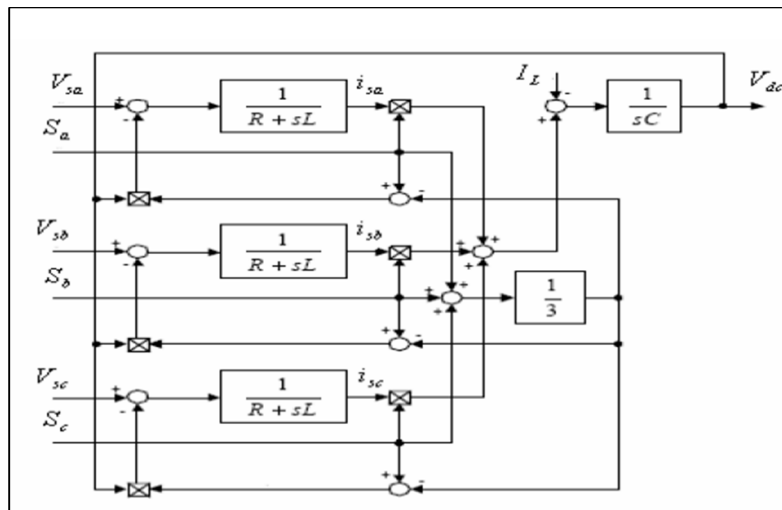 V_sa
+
-
1
R + sL
i_sa
I_L
-
+
1
sC
V_dc
S_a
+
-
V_sb
+
-
1
R + sL
i_sb
+
+
+
S_b
+
+
+
1
3
+
-
V_sc
+
-
1
R + sL
i_sc
S_c
+
-